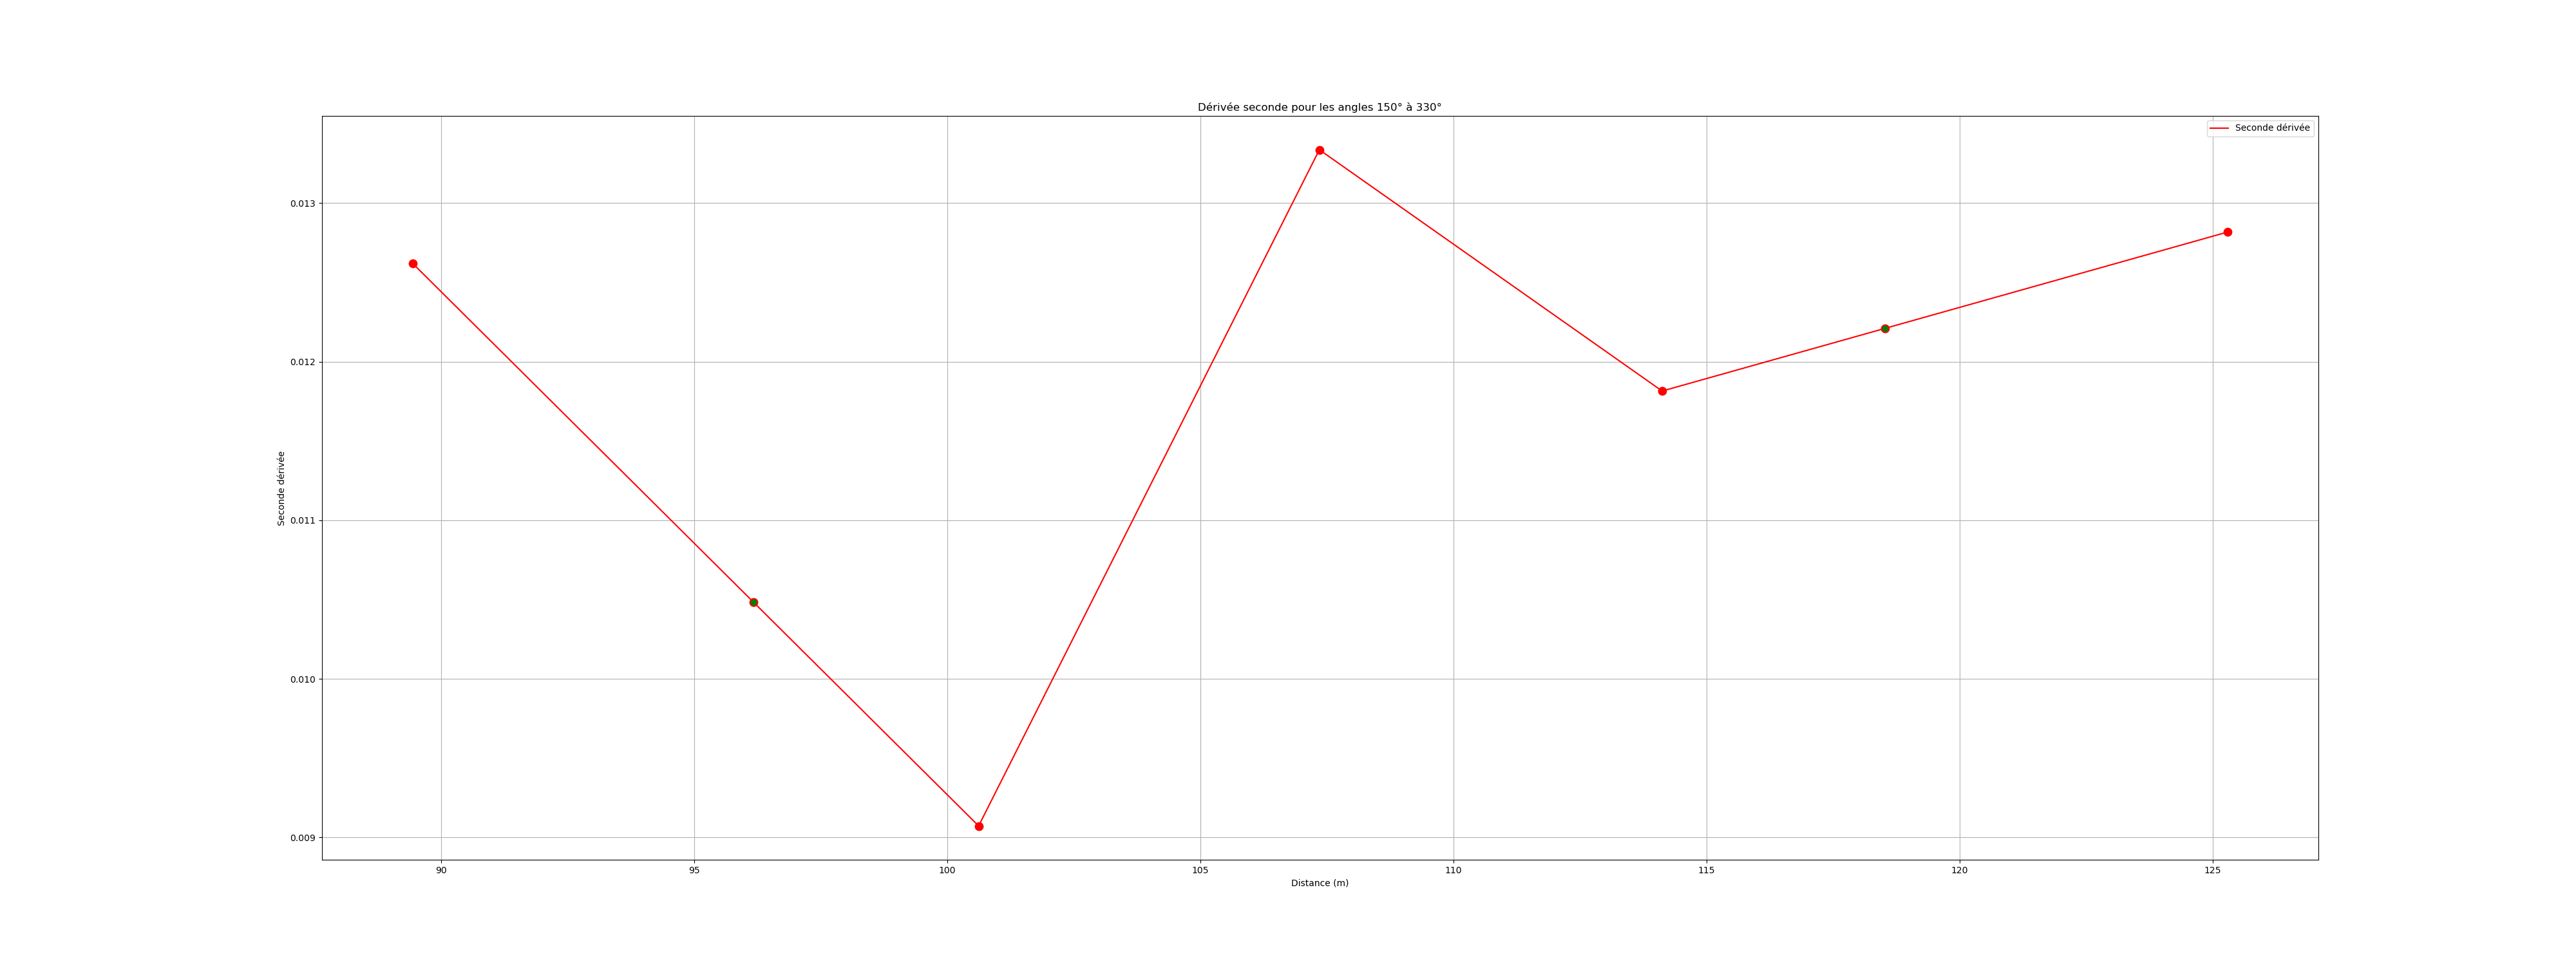 Dérivée seconde pour les angles 150° à 330°
Seconde dérivée
0.013
0.012
0.011
0.010
0.009
Seconde dérivée
90 95 100 105 110 115 120 125
Distance (m)